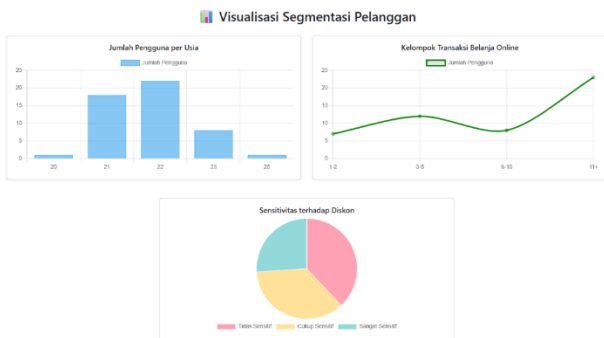 Visualisasi Segmentasi Pelanggan
Jumlah Pengguna per Usia
Jumlah Pengguna
25
20
15
10
5
0
20 21 22 23 25
Kelompok Transaksi Belanja Online
Jumlah Pengguna
25
20
15
10
5
0
1-2 3-5 6-10 11+
Sensitivitas terhadap Diskon
Tidak Sensitif Cukup Sensitif Sangat Sensitif